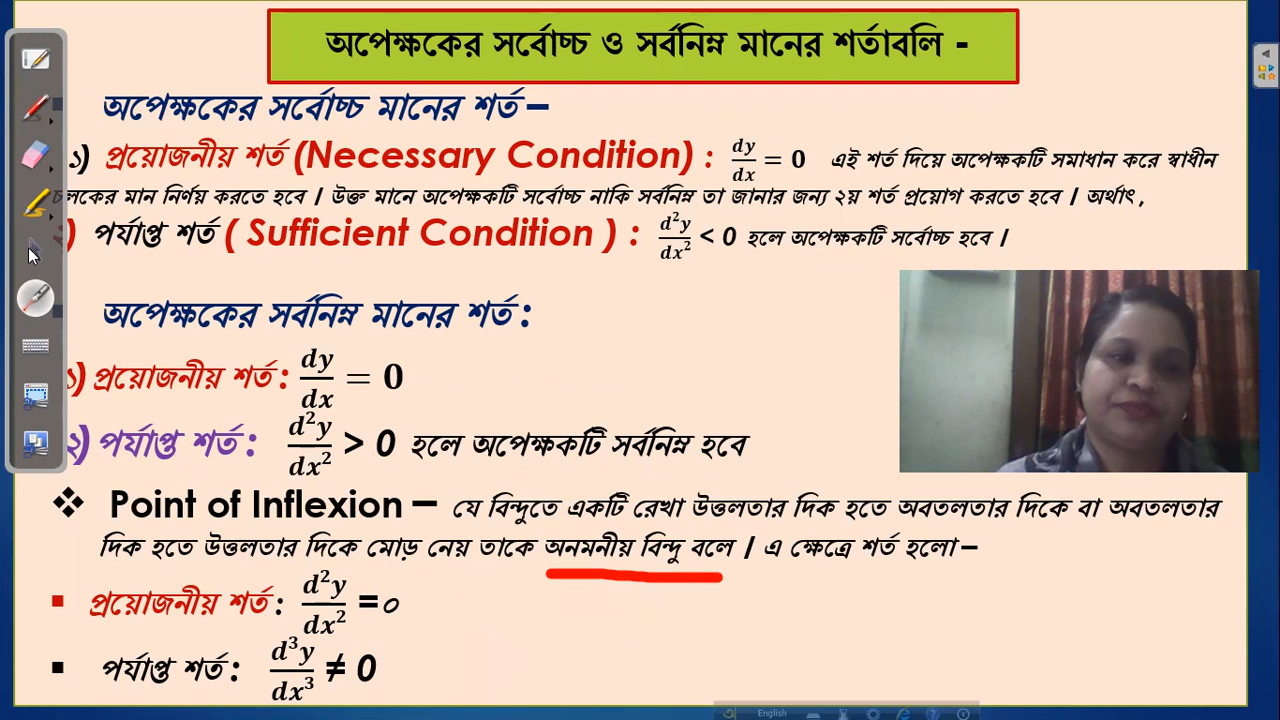 অপেক্ষকের সর্বোচ্চ ও সর্বনিম্ন মানের শর্তাবলি -
অপেক্ষকের সর্বোচ্চ মানের শর্ত –
১) প্রয়োজনীয় শর্ত (Necessary Condition) : dy/dx = 0 এই শর্ত দিয়ে অপেক্ষকটি সমাধান করে স্বাধীন
চলকের মান নির্ণয় করতে হবে । উক্ত মানে অপেক্ষকটি সর্বোচ্চ নাকি সর্বনিম্ন তা জানার জন্য ২য় শর্ত প্রয়োগ করতে হবে । অর্থাৎ,
২) পর্যাপ্ত শর্ত ( Sufficient Condition ) : d²y/dx² < 0 হলে অপেক্ষকটি সর্বোচ্চ হবে ।
অপেক্ষকের সর্বনিম্ন মানের শর্ত :
১) প্রয়োজনীয় শর্ত : dy/dx = 0
২) পর্যাপ্ত শর্ত : d²y/dx² > 0 হলে অপেক্ষকটি সর্বনিম্ন হবে
❖ Point of Inflexion – যে বিন্দুতে একটি রেখা উত্তলতার দিক হতে অবতলতার দিকে বা অবতলতার
দিক হতে উত্তলতার দিকে মোড় নেয় তাকে অনমনীয় বিন্দু বলে । এ ক্ষেত্রে শর্ত হলো –
▪ প্রয়োজনীয় শর্ত : d²y/dx² =০
▪ পর্যাপ্ত শর্ত : d³y/dx³ ≠ 0
English